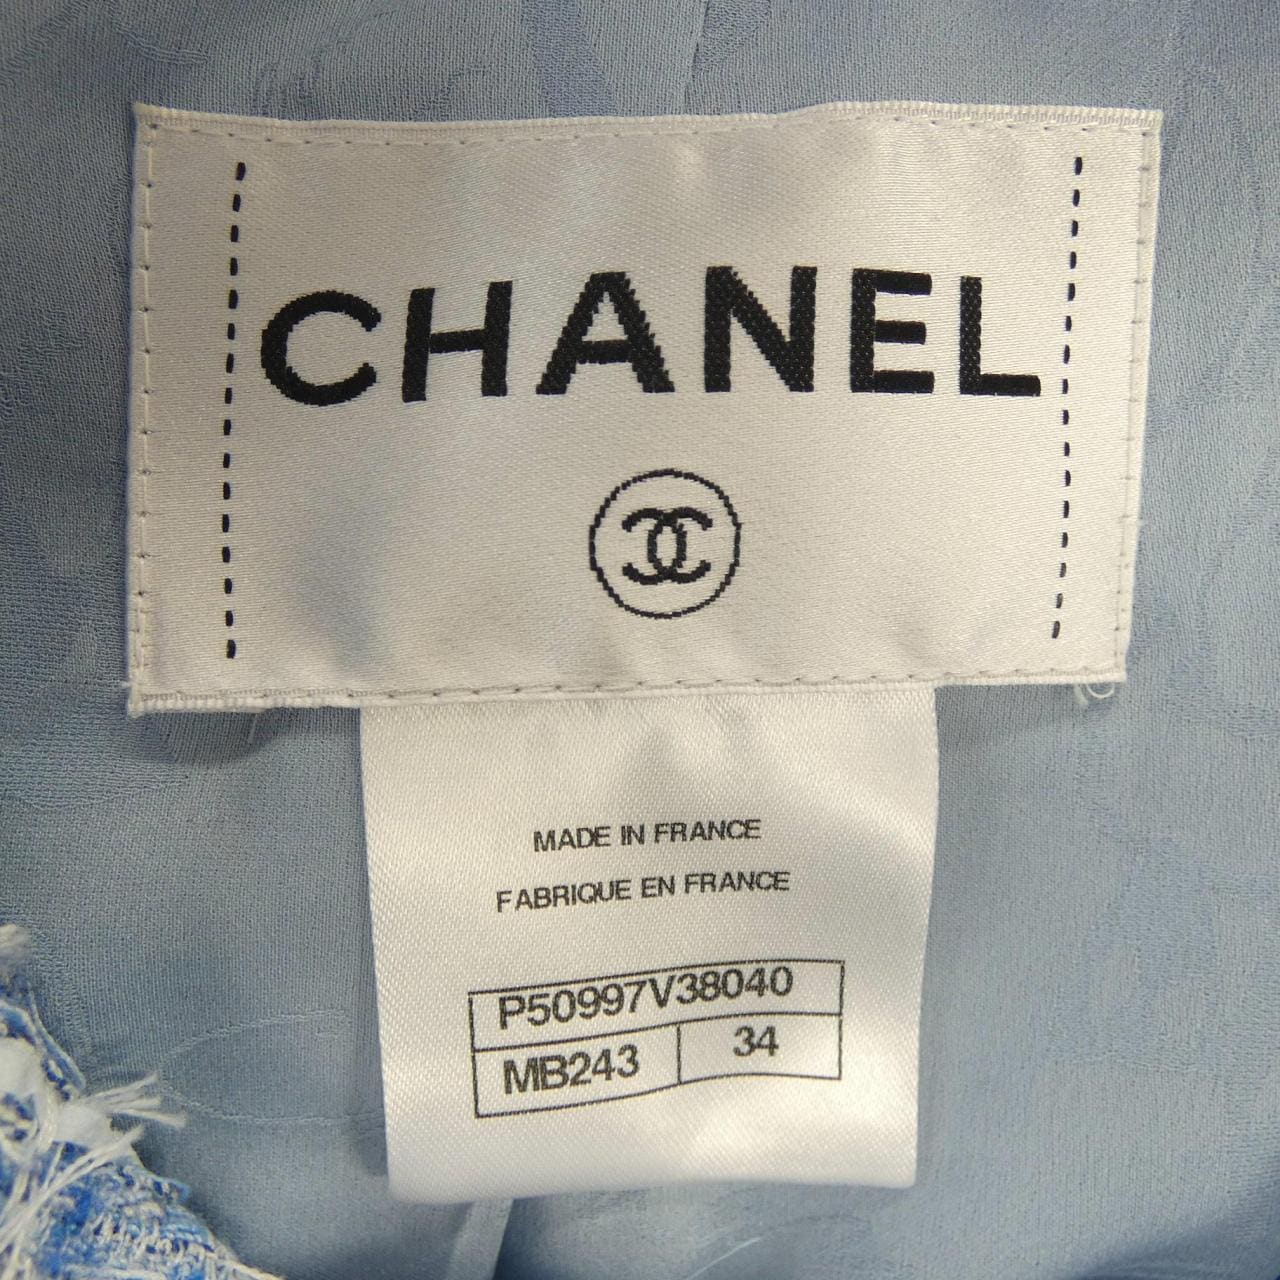 CHANEL
MADE IN FRANCE
FABRIQUE EN FRANCE
P50997V38040
MB243 34